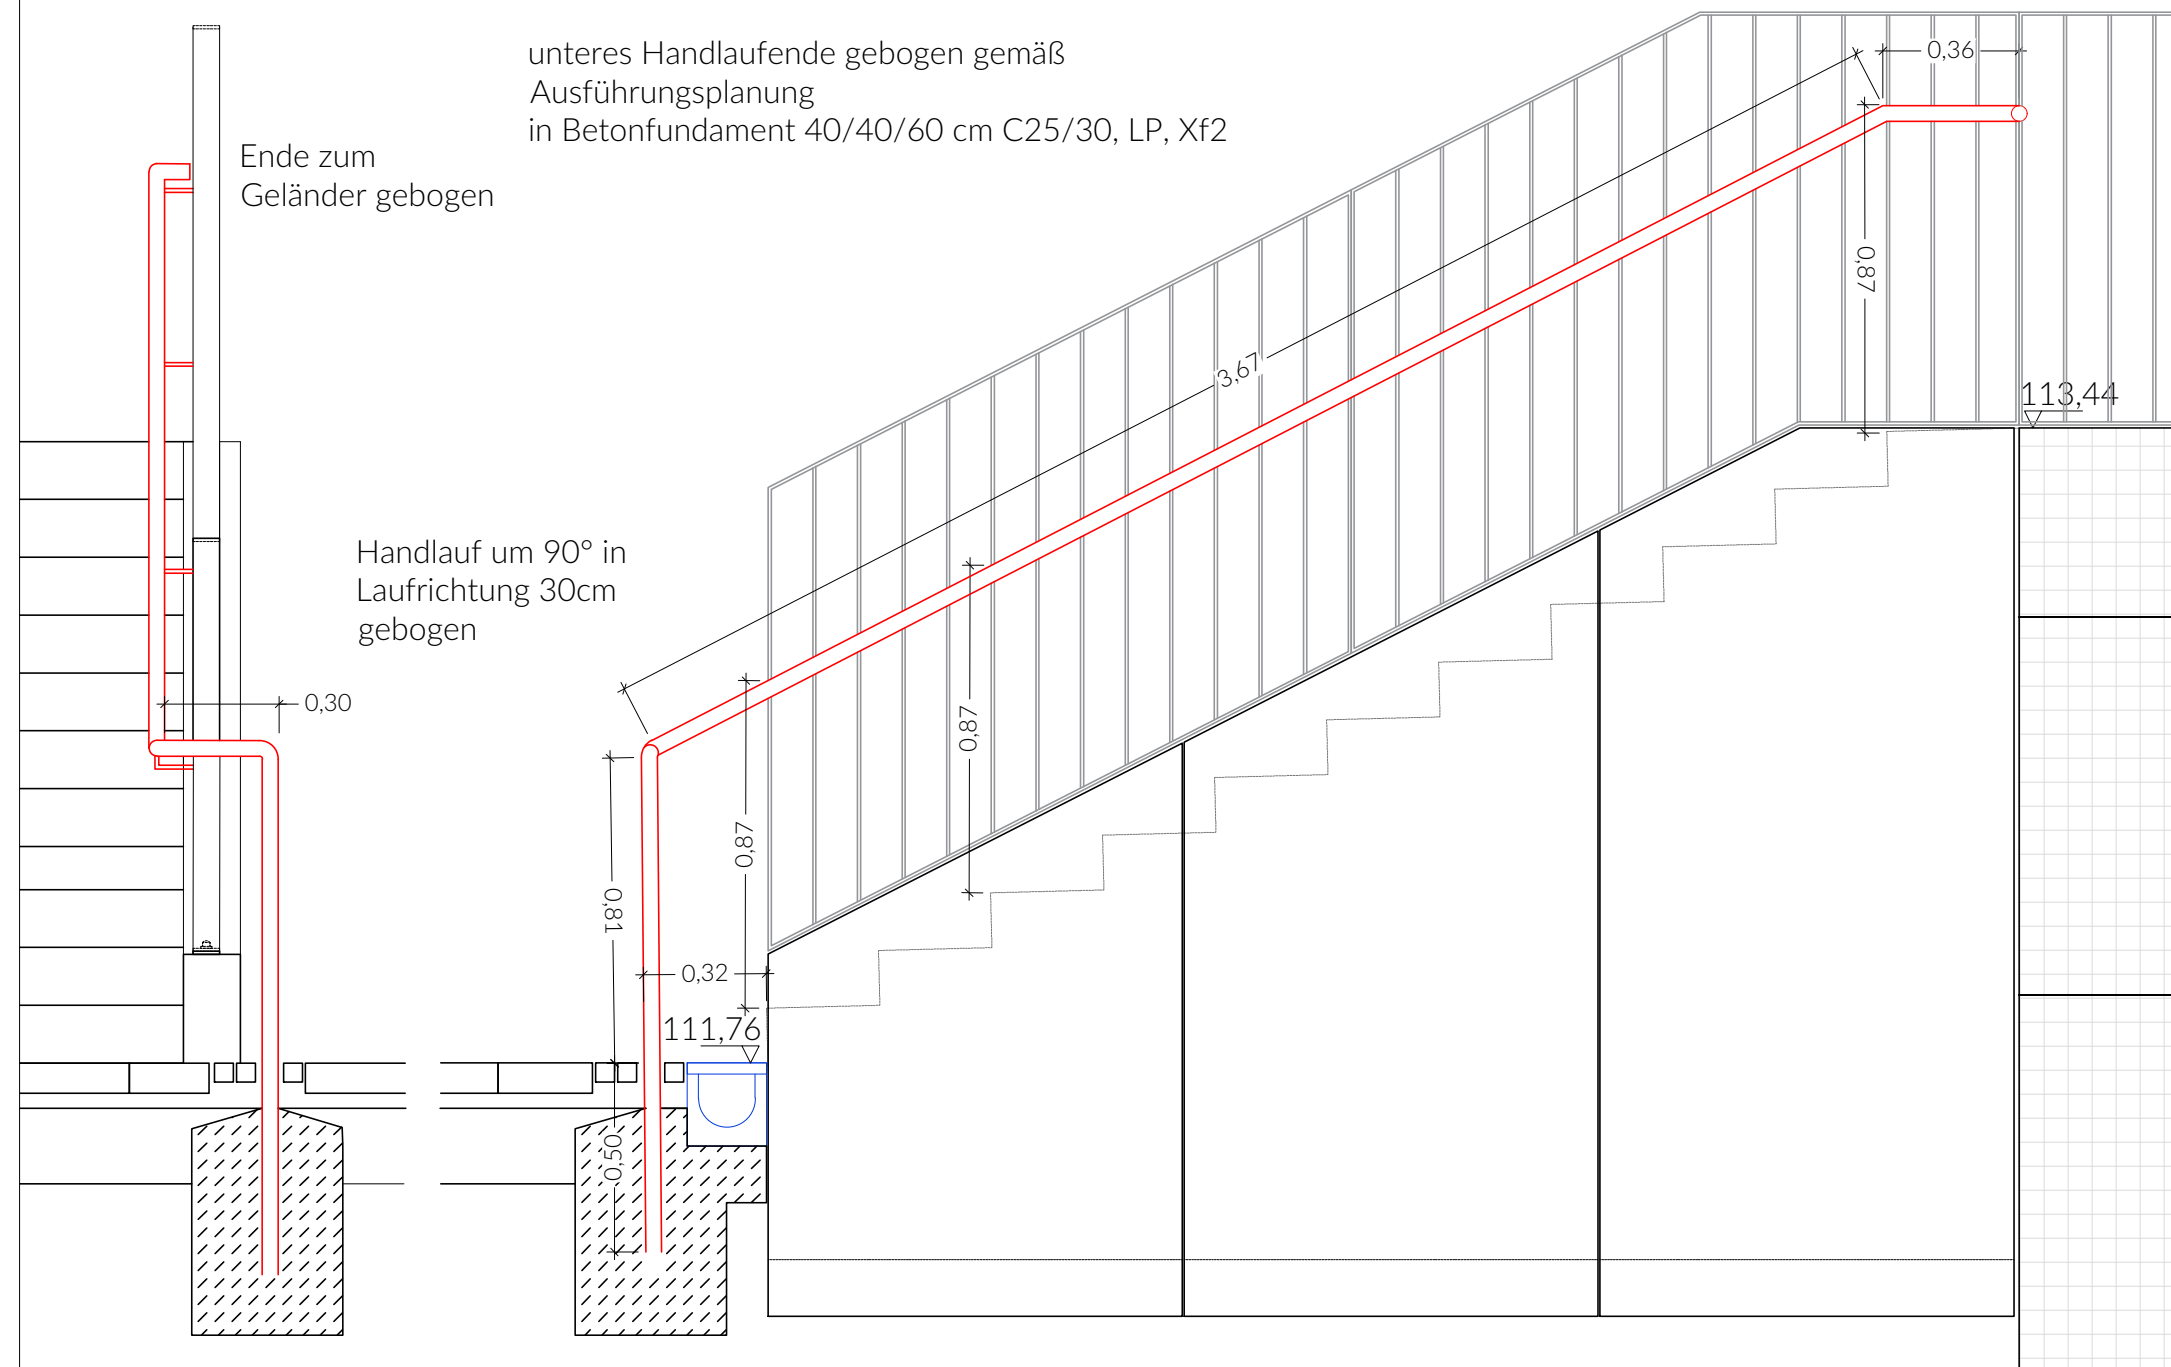 unteres Handlaufende gebogen gemäß
Ausführungsplanung
in Betonfundament 40/40/60 cm C25/30, LP, Xf2
0,36
Ende zum
Geländer gebogen
0,87
3,67
113,44
Handlauf um 90° in
Laufrichtung 30cm
gebogen
0,30
0,87
0,87
0,81
0,32
111,76
0,50